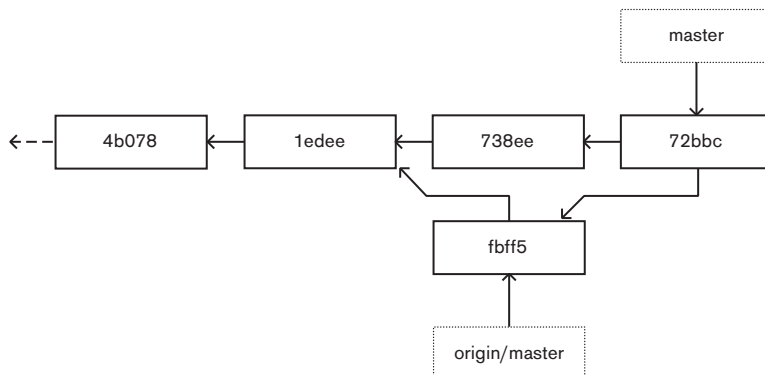 master
4b078
1edee
738ee
72bbc
fbff5
origin/master